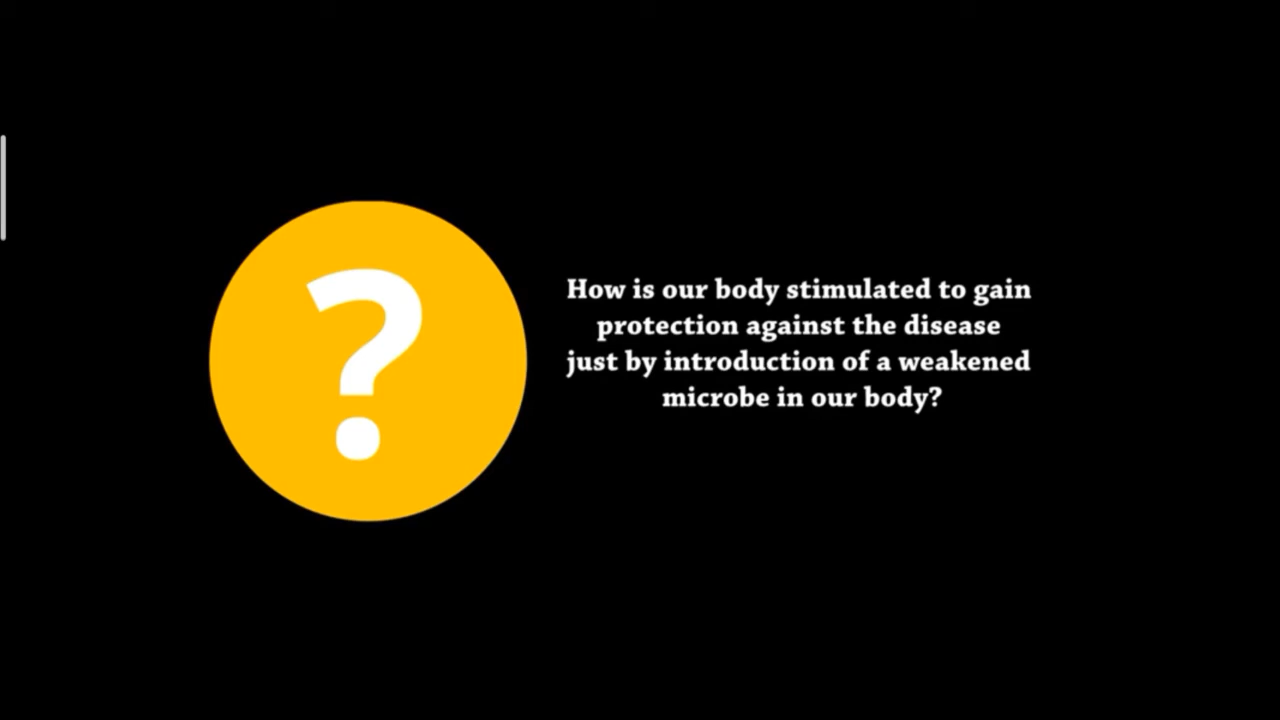 How is our body stimulated to gain
protection against the disease
just by introduction of a weakened
microbe in our body?